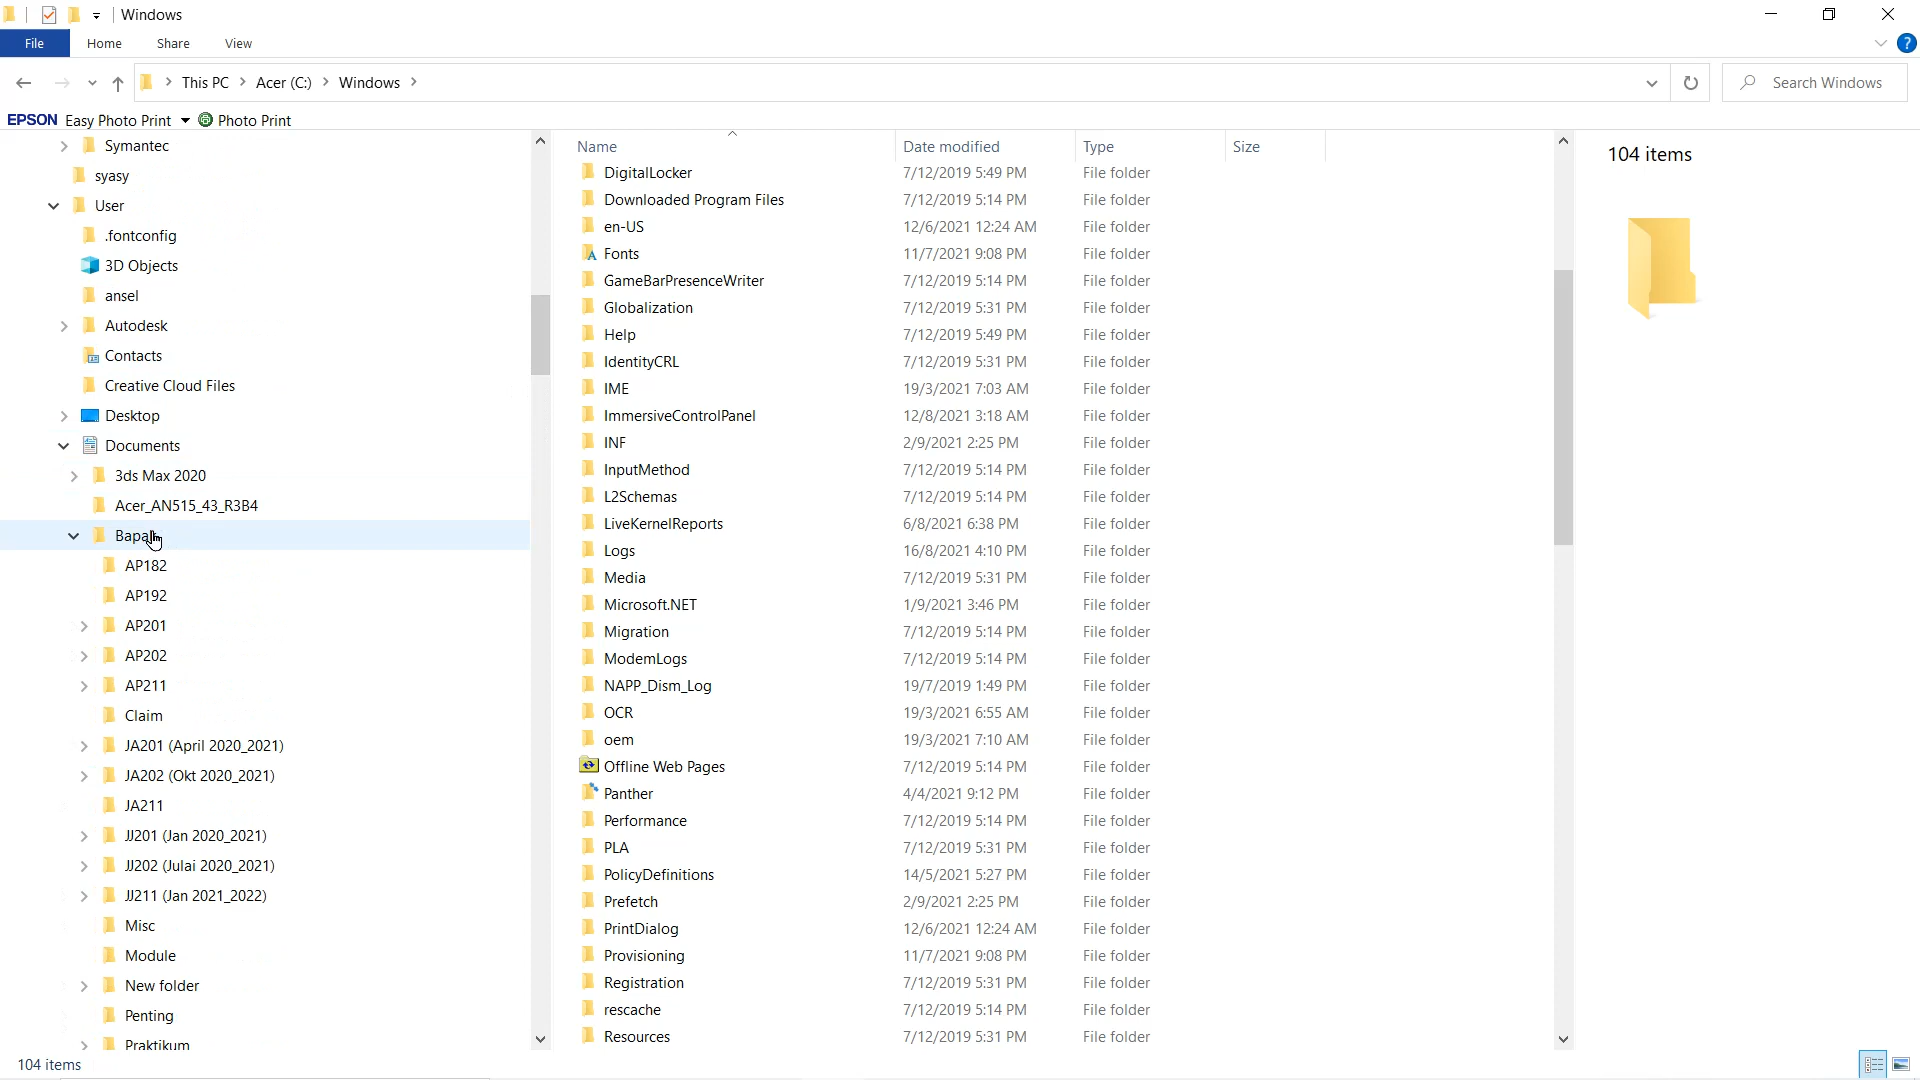 Windows
File Home Share View
This PC Acer (C:) Windows Search Windows
EPSON Easy Photo Print Photo Print
Symantec
syasy
User
.fontconfig
3D Objects
ansel
Autodesk
Contacts
Creative Cloud Files
Desktop
Documents
3ds Max 2020
Acer_AN515_43_R3B4
AP182
AP192
AP201
AP202
AP211
Claim
JA201 (April 2020_2021)
JA202 (Okt 2020_2021)
JA211
JJ201 (Jan 2020_2021)
JJ202 (Julai 2020_2021)
JJ211 (Jan 2021_2022)
Misc
Module
New folder
Penting
Praktikum
Name Date modified Type Size
DigitalLocker 7/12/2019 5:49 PM File folder
Downloaded Program Files 7/12/2019 5:14 PM File folder
en-US 12/6/2021 12:24 AM File folder
Fonts 11/7/2021 9:08 PM File folder
GameBarPresenceWriter 7/12/2019 5:14 PM File folder
Globalization 7/12/2019 5:31 PM File folder
Help 7/12/2019 5:49 PM File folder
IdentityCRL 7/12/2019 5:31 PM File folder
IME 19/3/2021 7:03 AM File folder
ImmersiveControlPanel 12/8/2021 3:18 AM File folder
INF 2/9/2021 2:25 PM File folder
InputMethod 7/12/2019 5:14 PM File folder
L2Schemas 7/12/2019 5:14 PM File folder
LiveKernelReports 6/8/2021 6:38 PM File folder
Logs 16/8/2021 4:10 PM File folder
Media 7/12/2019 5:31 PM File folder
Microsoft.NET 1/9/2021 3:46 PM File folder
Migration 7/12/2019 5:14 PM File folder
ModemLogs 7/12/2019 5:14 PM File folder
NAPP_Dism_Log 19/7/2019 1:49 PM File folder
OCR 19/3/2021 6:55 AM File folder
oem 19/3/2021 7:10 AM File folder
Offline Web Pages 7/12/2019 5:14 PM File folder
Panther 4/4/2021 9:12 PM File folder
Performance 7/12/2019 5:14 PM File folder
PLA 7/12/2019 5:31 PM File folder
PolicyDefinitions 14/5/2021 5:27 PM File folder
Prefetch 2/9/2021 2:25 PM File folder
PrintDialog 12/6/2021 12:24 AM File folder
Provisioning 11/7/2021 9:08 PM File folder
Registration 7/12/2019 5:31 PM File folder
rescache 7/12/2019 5:14 PM File folder
Resources 7/12/2019 5:31 PM File folder
104 items
104 items